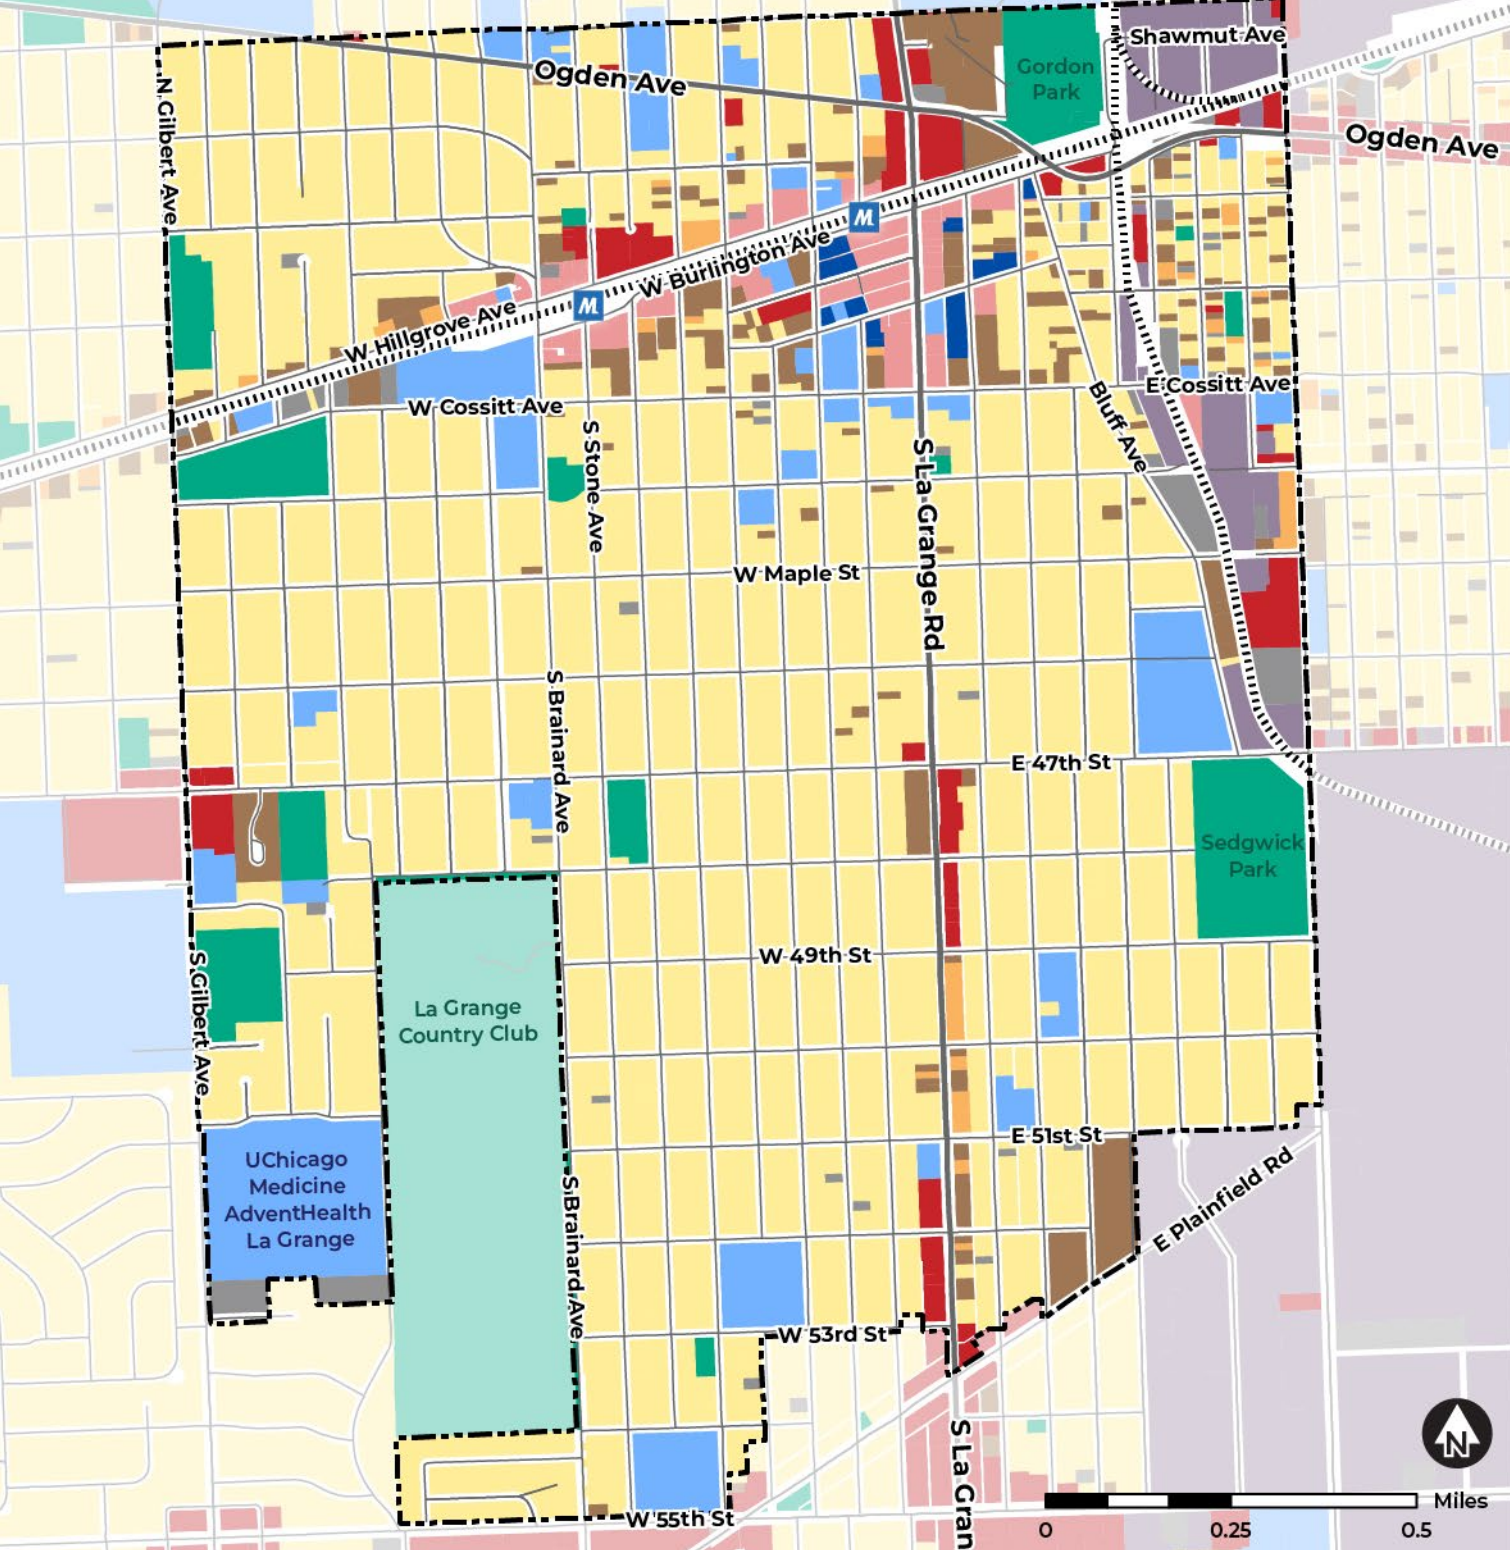 Shawmut Ave
Gordon
Park
Ogden Ave
Ogden Ave
N Gilbert Ave
M
W Burlington Ave
M
W Hillgrove Ave
E Cossitt Ave
W Cossitt Ave
Bluff Ave
S Stone Ave
S La Grange Rd
W Maple St
S Brainard Ave
E 47th St
Sedgwick
Park
W 49th St
S Gilbert Ave
La Grange
Country Club
E 51st St
UChicago
Medicine
AdventHealth
La Grange
E Plainfield Rd
S Brainard Ave
W 53rd St
S La Gran
N
Miles
W 55th St
0
0.25
0.5